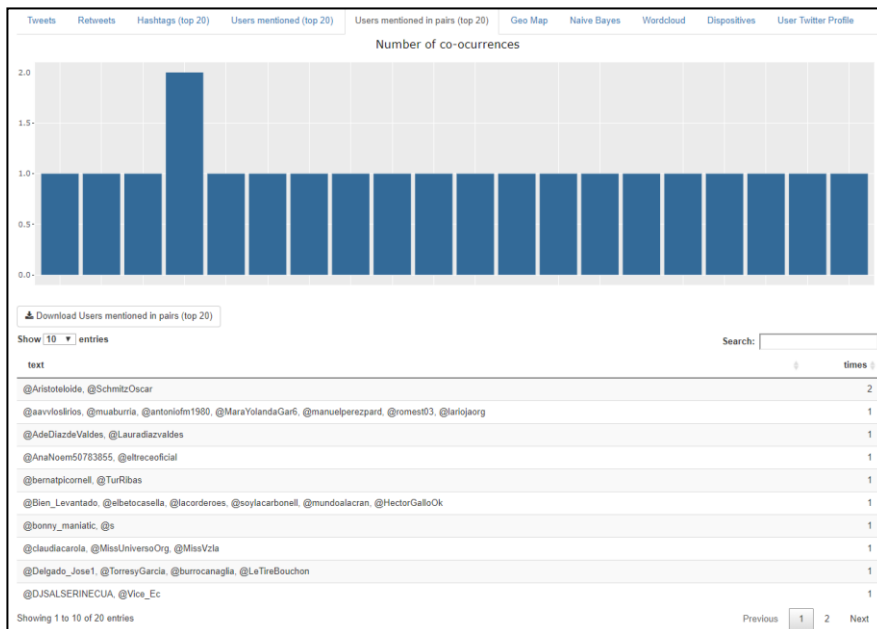 Tweets Retweets Hashtags (top 20) Users mentioned (top 20) Users mentioned in pairs (top 20) Geo Map Naive Bayes Wordcloud Dispositives User Twitter Profile
Number of co-ocurrences
2.0
1.5
1.0
0.5
0.0
Download Users mentioned in pairs (top 20)
Show 10 entries Search:
text times
@Aristoteloide, @SchmitzOscar 2
@aavvloslirios, @muaburria, @antoniofm1980, @MaraYolandaGar6, @manuelperezpard, @romest03, @lariojaorg 1
@AdeDiazdeValdes, @Lauradiazvaldes 1
@AnaNoem50783855, @eltreceoficial 1
@bernatpicornell, @TurRibas 1
@Bien_Levantado, @elbetocasella, @lacorderoes, @soylacarbonell, @mundoalacran, @HectorGalloOk 1
@bonny_maniatic, @s 1
@claudiacarola, @MissUniversoOrg, @MissVzla 1
@Delgado_Jose1, @TorresyGarcia, @burrocanaglia, @LeTireBouchon 1
@DJSALSERINECUA, @Vice_Ec 1
Showing 1 to 10 of 20 entries Previous 1 2 Next